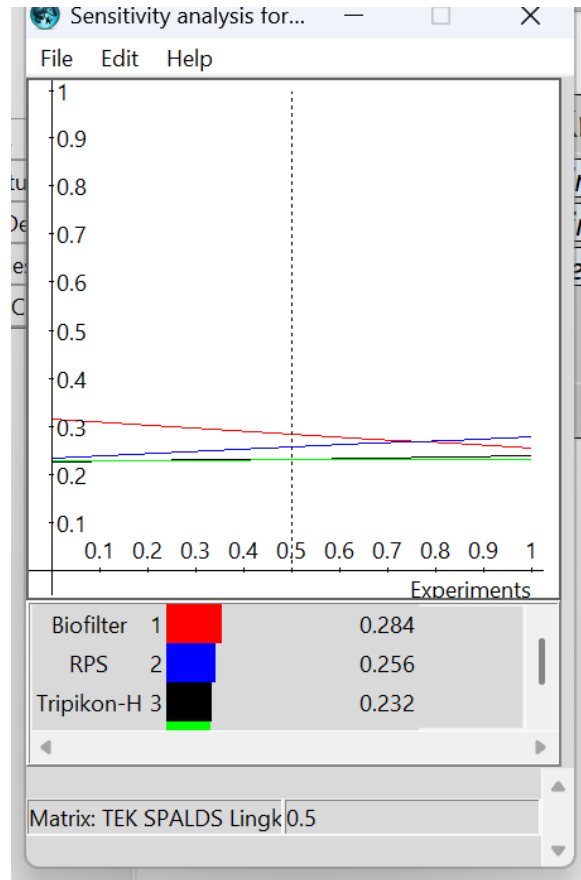 Sensitivity analysis for...
File Edit Help
1
0.9
0.8
0.7
0.6
0.5
0.4
0.3
0.2
0.1
0.1 0.2 0.3 0.4 0.5 0.6 0.7 0.8 0.9 1
Experiments
Biofilter 1 0.284
RPS 2 0.256
Tripikon-H 3 0.232
Matrix: TEK SPALDS Lingk 0.5